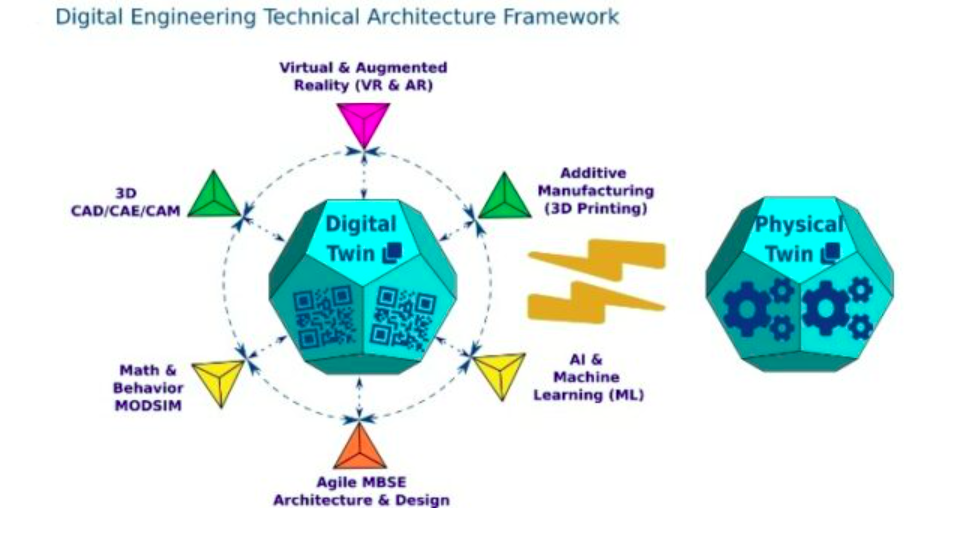 Digital Engineering Technical Architecture Framework
Virtual & Augmented
Reality (VR & AR)
3D
CAD/CAE/CAM
Additive
Manufacturing
(3D Printing)
Digital
Twin
Physical
Twin
Math &
Behavior
MODSIM
AI &
Machine
Learning (ML)
Agile MBSE
Architecture & Design